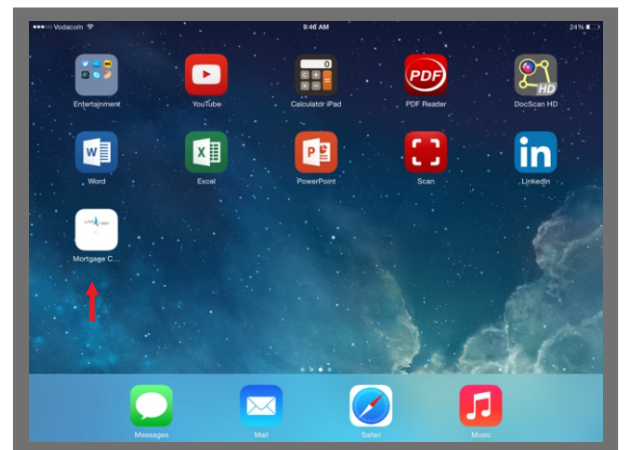 Vodacom 9:46 AM 24%
0
PDF
HD
Entertainment YouTube Calculator iPad PDF Reader DocScan HD
W X P in
Word Excel PowerPoint Scan LinkedIn
Mortgage C...
Messages Mail Safari Music